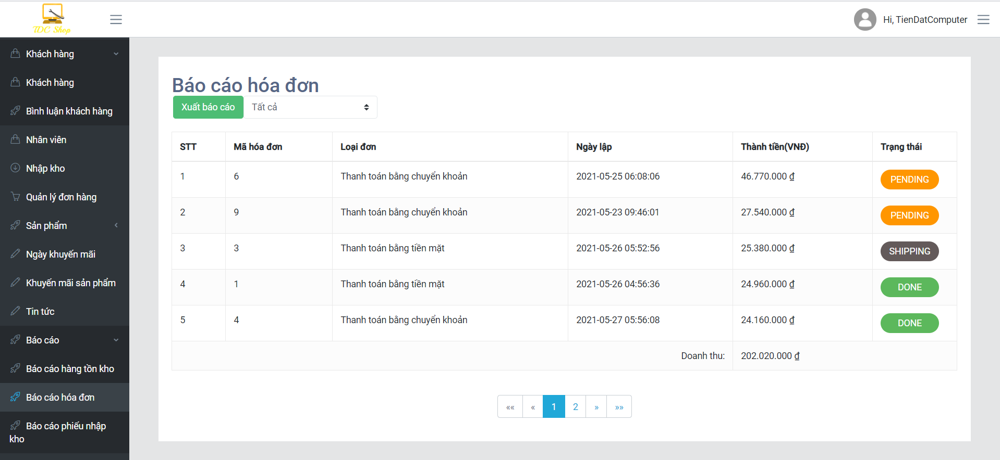 TDC Shop
Hi, TienDatComputer
Khách hàng
Khách hàng
Bình luận khách hàng
Nhân viên
Nhập kho
Quản lý đơn hàng
Sản phẩm
Ngày khuyến mãi
Khuyến mãi sản phẩm
Tin tức
Báo cáo
Báo cáo hàng tồn kho
Báo cáo hóa đơn
Báo cáo phiếu nhập
kho
Báo cáo hóa đơn
Xuất báo cáo Tất cả
STT Mã hóa đơn Loại đơn Ngày lập Thành tiền(VNĐ) Trạng thái
1 6 Thanh toán bằng chuyển khoản 2021-05-25 06:08:06 46.770.000 ₫ PENDING
2 9 Thanh toán bằng chuyển khoản 2021-05-23 09:46:01 27.540.000 ₫ PENDING
3 3 Thanh toán bằng tiền mặt 2021-05-26 05:52:56 25.380.000 ₫ SHIPPING
4 1 Thanh toán bằng tiền mặt 2021-05-26 04:56:36 24.960.000 ₫ DONE
5 4 Thanh toán bằng chuyển khoản 2021-05-27 05:56:08 24.160.000 ₫ DONE
Doanh thu: 202.020.000 ₫
«« « 1 2 » »»